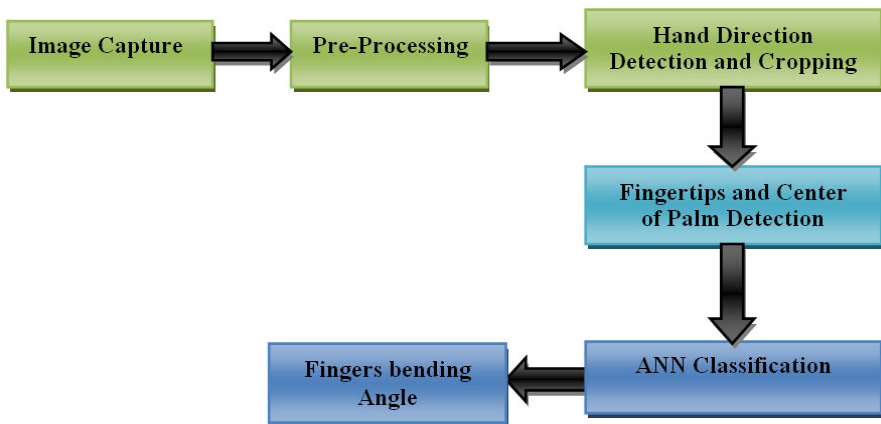 Image Capture
Pre-Processing
Hand Direction
Detection and Cropping
Fingertips and Center
of Palm Detection
ANN Classification
Fingers bending
Angle